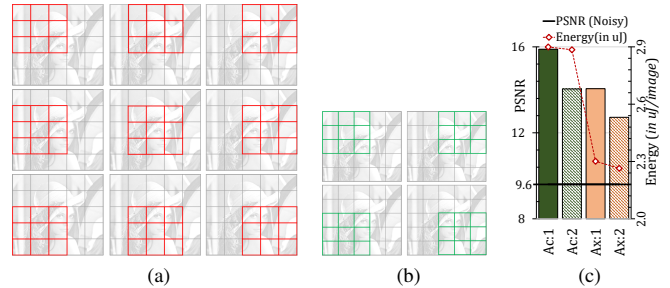 PSNR (Noisy)
Energy(in uJ)
16
12
9.6
8
PSNR
2.9
2.6
2.3
2.0
Energy (in uJ/image)
Ac:1
Ac:2
Ax:1
Ax:2
(a)
(b)
(c)